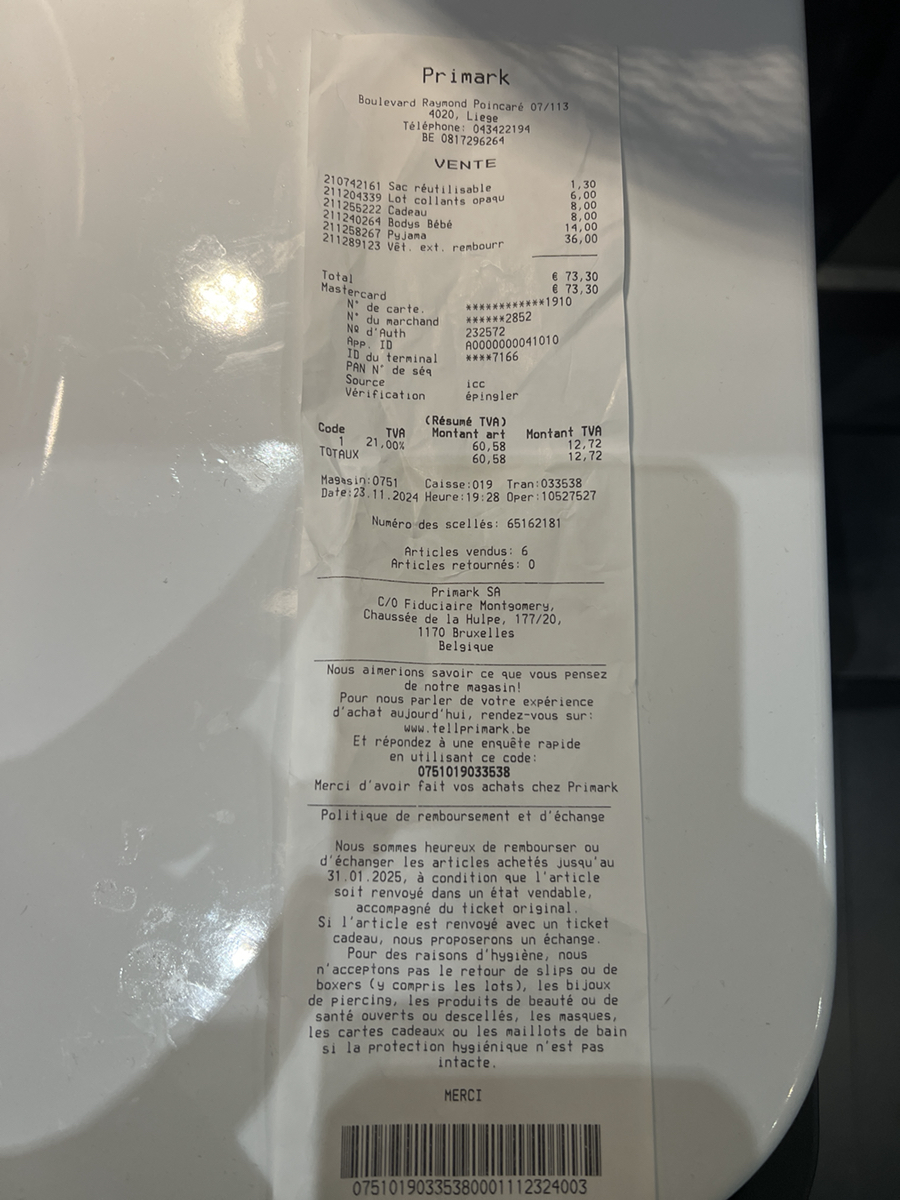 Primark
Boulevard Raymond Poincaré 07/113
4020, Liege
Téléphone: 043422194
BE 0817296264
VENTE
210742161 Sac réutilisable 1,30
211204339 Lot collants opaqu 6,00
211255222 Cadeau 8,00
211240264 Bodys Bébé 8,00
211258267 Pyjama 14,00
211289123 Vêt. ext. rembourr 36,00
Total € 73,30
Mastercard € 73,30
N° de carte. ************1910
N° du marchand ******2852
Nº d'Auth 232572
App. ID A0000000041010
ID du terminal ****7166
PAN N° de séq
Source icc
Vérification épingler
(Résumé TVA)
Code TVA Montant art Montant TVA
1 21,00% 60,58 12,72
TOTAUX 60,58 12,72
Magasin:0751 Caisse:019 Tran:033538
Date:23.11.2024 Heure:19:28 Oper:10527527
Numéro des scellés: 65162181
Articles vendus: 6
Articles retournés: 0
Primark SA
C/O Fiduciaire Montgomery,
Chaussée de la Hulpe, 177/20,
1170 Bruxelles
Belgique
Nous aimerions savoir ce que vous pensez
de notre magasin!
Pour nous parler de votre expérience
d'achat aujourd'hui, rendez-vous sur:
www.tellprimark.be
Et répondez à une enquête rapide
en utilisant ce code:
0751019033538
Merci d'avoir fait vos achats chez Primark
Politique de remboursement et d'échange
Nous sommes heureux de rembourser ou
d'échanger les articles achetés jusqu'au
31.01.2025, à condition que l'article
soit renvoyé dans un état vendable,
accompagné du ticket original.
Si l'article est renvoyé avec un ticket
cadeau, nous proposerons un échange.
Pour des raisons d'hygiène, nous
n'acceptons pas le retour de slips ou de
boxers (y compris les lots), les bijoux
de piercing, les produits de beauté ou de
santé ouverts ou descellés, les masques,
les cartes cadeaux ou les maillots de bain
si la protection hygiénique n'est pas
intacte.
MERCI
07510190335380001112324003